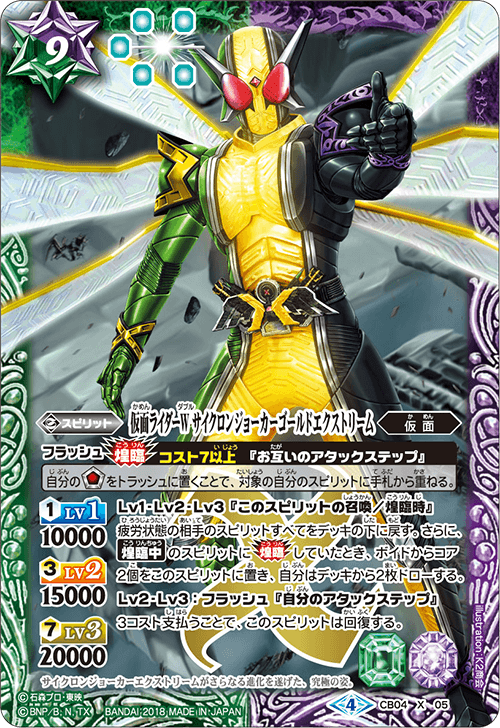 9
②スピリット
仮面ライダーW サイクロンジョーカーゴールドエクストリーム
仮面
フラッシュ 煌臨 コスト7以上 『お互いのアタックステップ』
自分のSをトラッシュに置くことで、対象の自分のスピリットに手札から重ねる。
1 LV1 10000
3 LV2 15000
7 LV3 20000
Lv1・Lv2・Lv3『このスピリットの召喚/煌臨時』
疲労状態の相手のスピリットすべてをデッキの下に戻す。さらに、
煌臨中 のスピリットに 煌臨 していたとき、ボイドからコア
2個をこのスピリットに置き、自分はデッキから2枚ドローする。
Lv2・Lv3:フラッシュ『自分のアタックステップ』
3コスト支払うことで、このスピリットは回復する。
サイクロンジョーカーエクストリームがさらなる進化を遂げた、究極の姿。
©石森プロ・東映
©BNP/B, N, TX BANDAI 2018 MADE IN JAPAN
4
CB04 X 05
illustration:K2商会